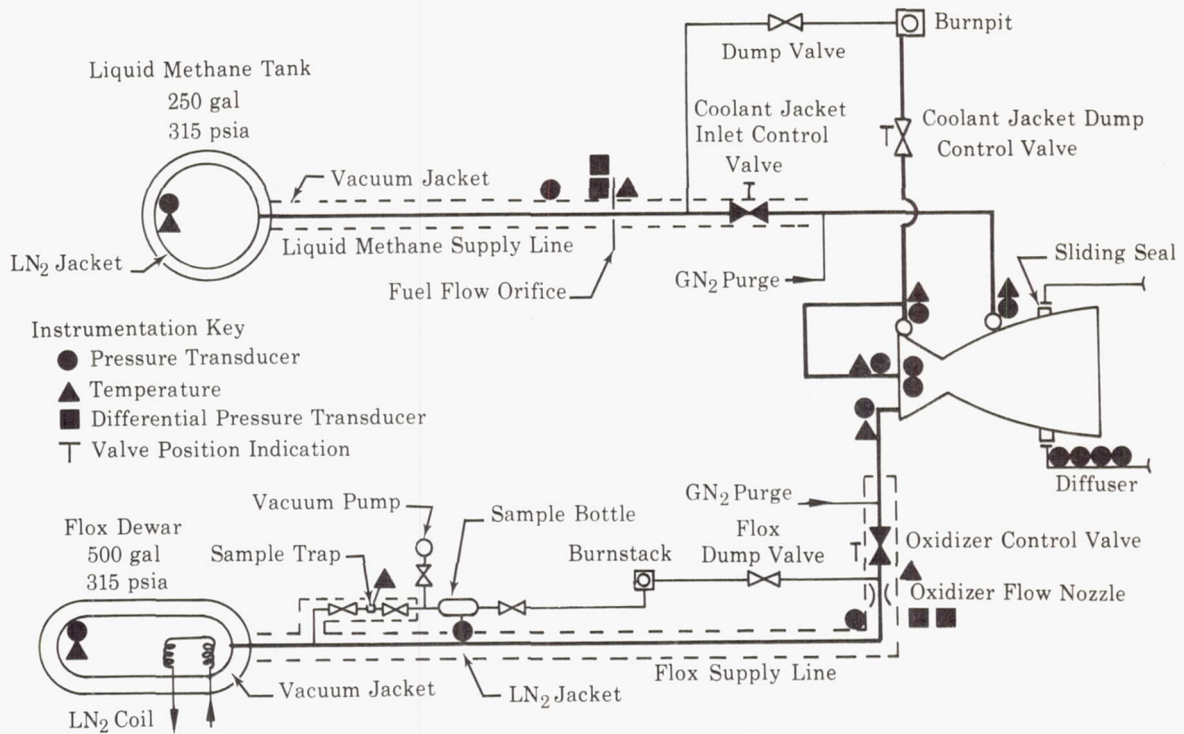 Burnpit
Dump Valve
Liquid Methane Tank
250 gal
315 psia
Coolant Jacket
Inlet Control
Valve
Coolant Jacket Dump
Control Valve
Vacuum Jacket
Liquid Methane Supply Line
LN2 Jacket
Fuel Flow Orifice
GN2 Purge
Sliding Seal
Instrumentation Key
Pressure Transducer
Temperature
Differential Pressure Transducer
Valve Position Indication
Diffuser
GN2 Purge
Vacuum Pump
Sample Bottle
Flox Dewar
500 gal
315 psia
Sample Trap
Burnstack
Flox
Dump Valve
Oxidizer Control Valve
Oxidizer Flow Nozzle
Flox Supply Line
Vacuum Jacket
LN2 Jacket
LN2 Coil